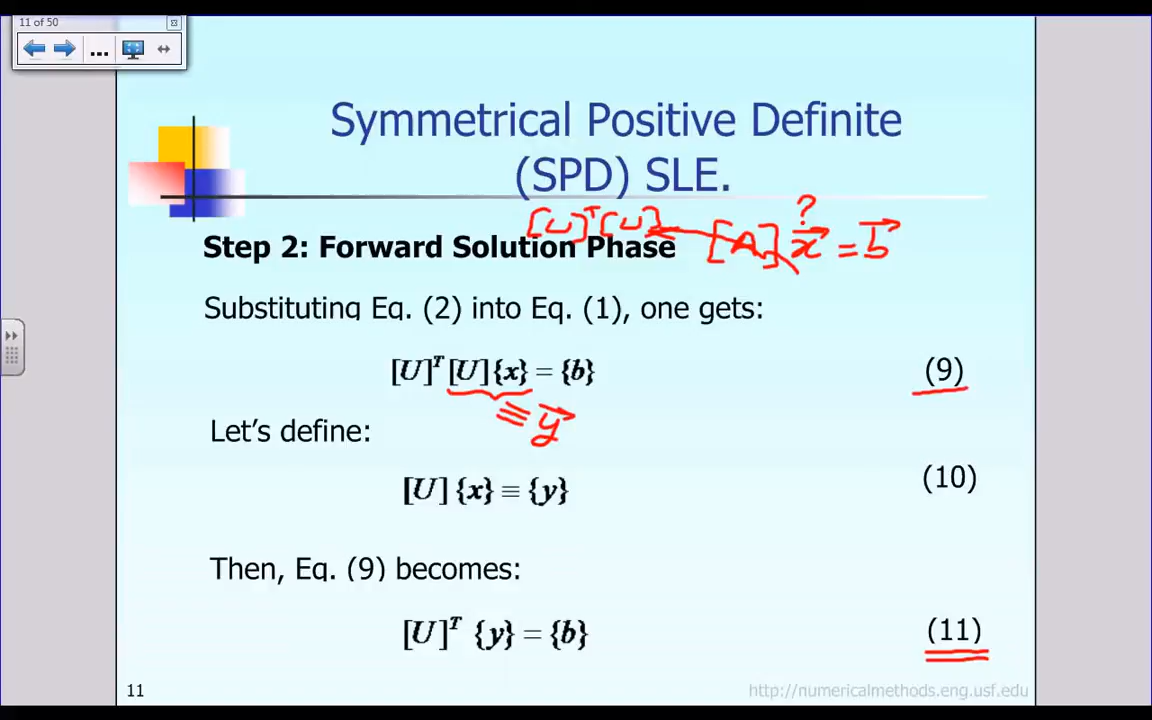 11 of 50
...
Symmetrical Positive Definite
(SPD) SLE.
[U]ᵀ[U] [A] x⃗ = b⃗
?
Step 2: Forward Solution Phase
Substituting Eq. (2) into Eq. (1), one gets:
[U]ᵀ[U]{x} = {b} (9)
≡ y⃗
Let's define:
[U] {x} ≡ {y} (10)
Then, Eq. (9) becomes:
[U]ᵀ {y} = {b} (11)
11
http://numericalmethods.eng.usf.edu